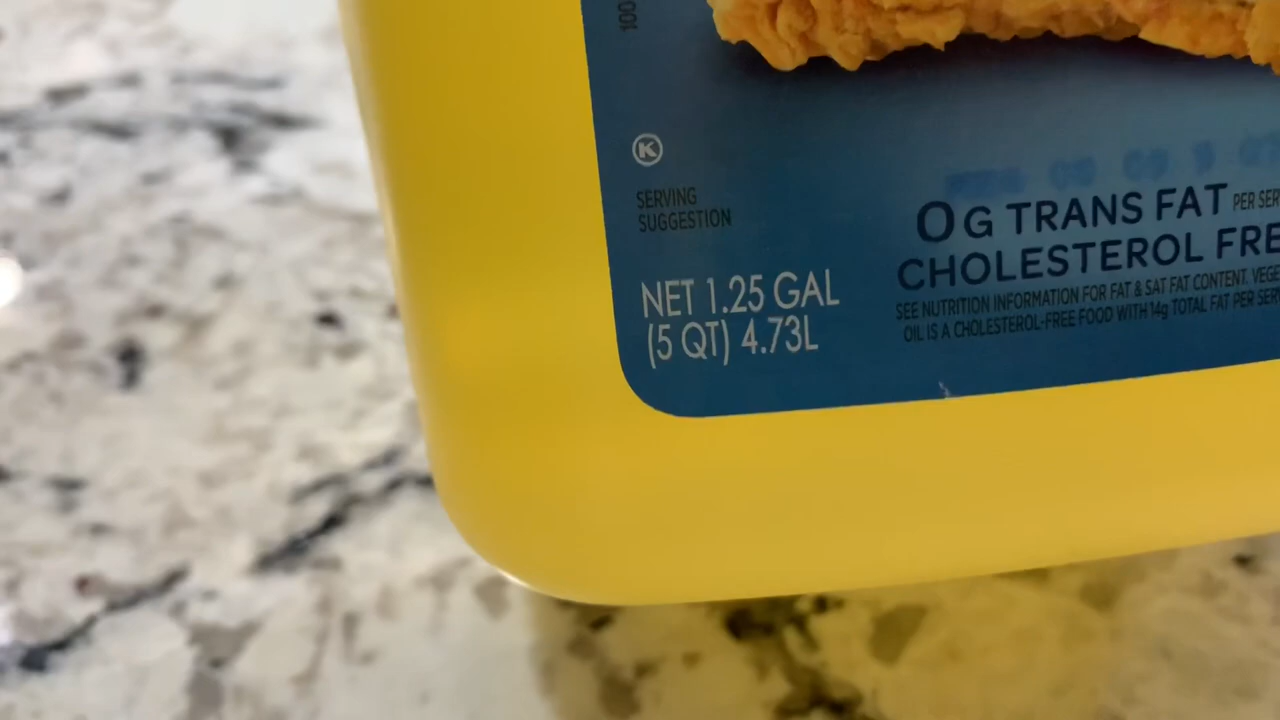 100
K
SERVING
SUGGESTION
NET 1.25 GAL
(5 QT) 4.73L
0G TRANS FAT PER SER
CHOLESTEROL FRE
SEE NUTRITION INFORMATION FOR FAT & SAT FAT CONTENT. VEGE
OIL IS A CHOLESTEROL-FREE FOOD WITH 14g TOTAL FAT PER SER